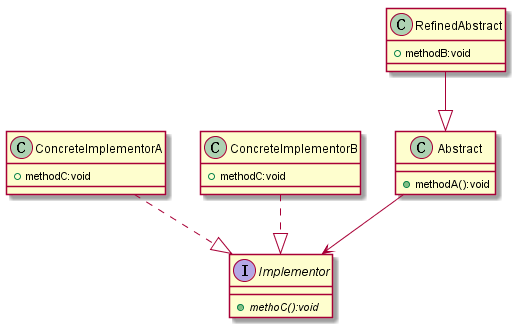 C RefinedAbstract
methodB:void
C ConcreteImplementorA
methodC:void
C ConcreteImplementorB
methodC:void
C Abstract
methodA():void
I Implementor
methoC():void